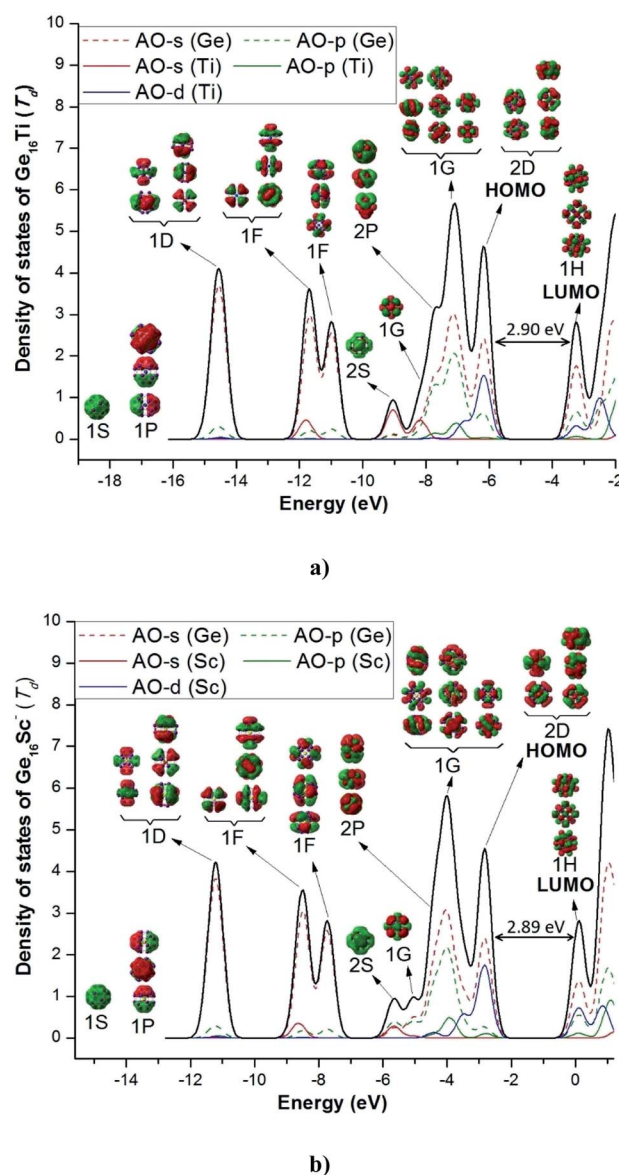 Density of states of Ge16Ti (Td)
10
9
8
7
6
5
4
3
2
1
0
AO-s (Ge) AO-p (Ge)
AO-s (Ti) AO-p (Ti)
AO-d (Ti)
1S
1P
1D
1F
1F
2P
2S
1G
1G
2D
HOMO
1H
LUMO
2.90 eV
-18 -16 -14 -12 -10 -8 -6 -4 -2
Energy (eV)
a)
Density of states of Ge16Sc- (Td)
10
9
8
7
6
5
4
3
2
1
0
AO-s (Ge) AO-p (Ge)
AO-s (Sc) AO-p (Sc)
AO-d (Sc)
1S
1P
1D
1F
1F
2P
2S
1G
1G
2D
HOMO
1H
LUMO
2.89 eV
-14 -12 -10 -8 -6 -4 -2 0
Energy (eV)
b)